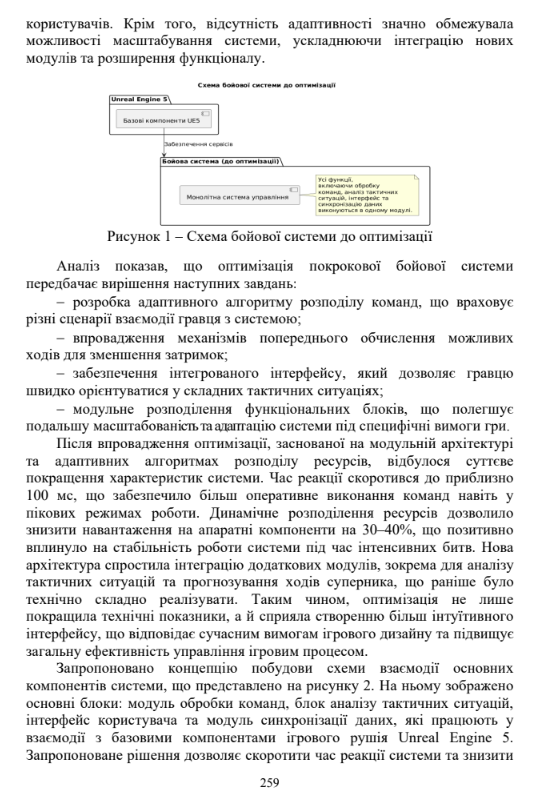 користувачів. Крім того, відсутність адаптивності значно обмежувала
можливості масштабування системи, ускладнюючи інтеграцію нових
модулів та розширення функціоналу.
Схема бойової системи до оптимізації
Unreal Engine 5
Базові компоненти UE5
Забезпечення сервісів
Бойова система (до оптимізації)
Монолітна система управління
Усі функції,
включаючи обробку
команд, аналіз тактичних
ситуацій, інтерфейс та
синхронізацію даних
виконуються в одному модулі.
Рисунок 1 – Схема бойової системи до оптимізації
Аналіз показав, що оптимізація покрокової бойової системи
передбачає вирішення наступних завдань:
– розробка адаптивного алгоритму розподілу команд, що враховує
різні сценарії взаємодії гравця з системою;
– впровадження механізмів попереднього обчислення можливих
ходів для зменшення затримок;
– забезпечення інтегрованого інтерфейсу, який дозволяє гравцю
швидко орієнтуватися у складних тактичних ситуаціях;
– модульне розподілення функціональних блоків, що полегшує
подальшу масштабованість та адаптацію системи під специфічні вимоги гри.
Після впровадження оптимізації, заснованої на модульній архітектурі
та адаптивних алгоритмах розподілу ресурсів, відбулося суттєве
покращення характеристик системи. Час реакції скоротився до приблизно
100 мс, що забезпечило більш оперативне виконання команд навіть у
пікових режимах роботи. Динамічне розподілення ресурсів дозволило
знизити навантаження на апаратні компоненти на 30–40%, що позитивно
вплинуло на стабільність роботи системи під час інтенсивних битв. Нова
архітектура спростила інтеграцію додаткових модулів, зокрема для аналізу
тактичних ситуацій та прогнозування ходів суперника, що раніше було
технічно складно реалізувати. Таким чином, оптимізація не лише
покращила технічні показники, а й сприяла створенню більш інтуїтивного
інтерфейсу, що відповідає сучасним вимогам ігрового дизайну та підвищує
загальну ефективність управління ігровим процесом.
Запропоновано концепцію побудови схеми взаємодії основних
компонентів системи, що представлено на рисунку 2. На ньому зображено
основні блоки: модуль обробки команд, блок аналізу тактичних ситуацій,
інтерфейс користувача та модуль синхронізації даних, які працюють у
взаємодії з базовими компонентами ігрового рушія Unreal Engine 5.
Запропоноване рішення дозволяє скоротити час реакції системи та знизити
259